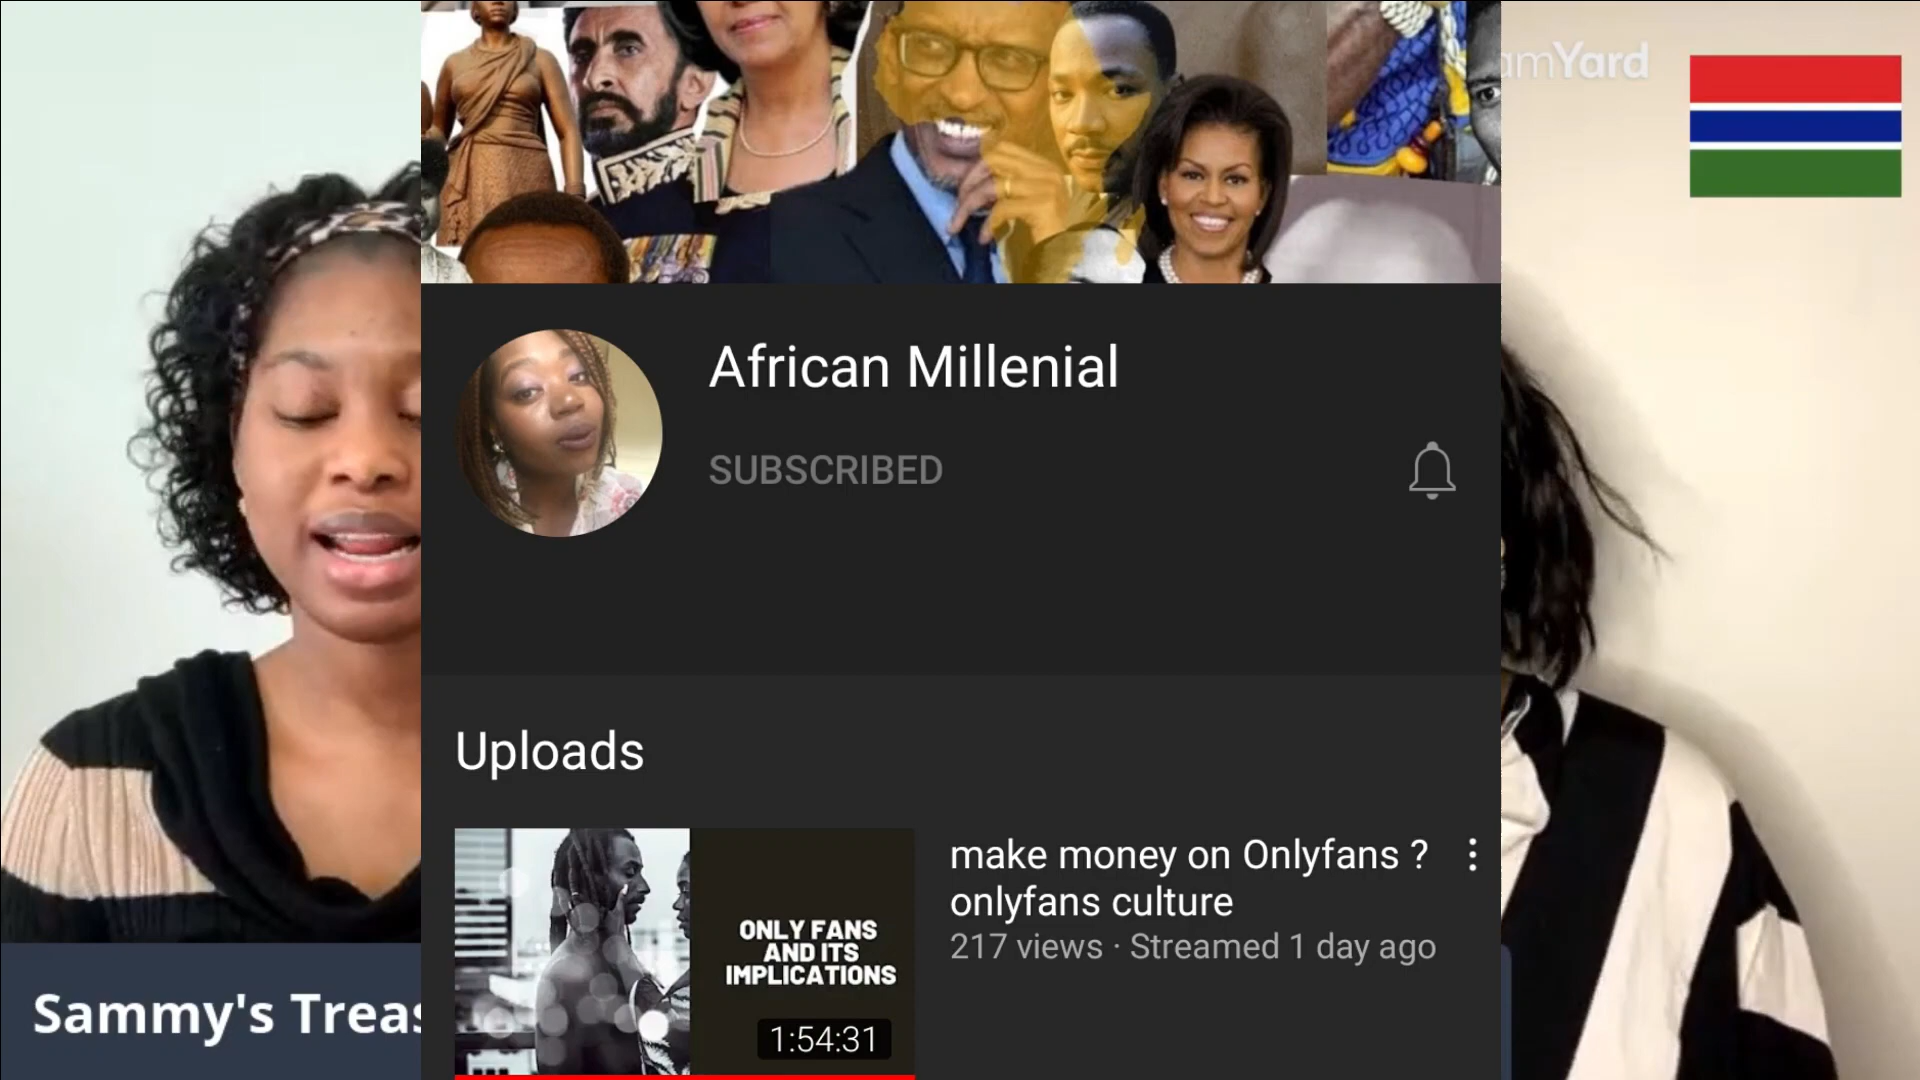 amYard
African Millenial
SUBSCRIBED
Uploads
make money on Onlyfans ?
onlyfans culture
217 views · Streamed 1 day ago
ONLY FANS
AND ITS
IMPLICATIONS
1:54:31
Sammy's Treas